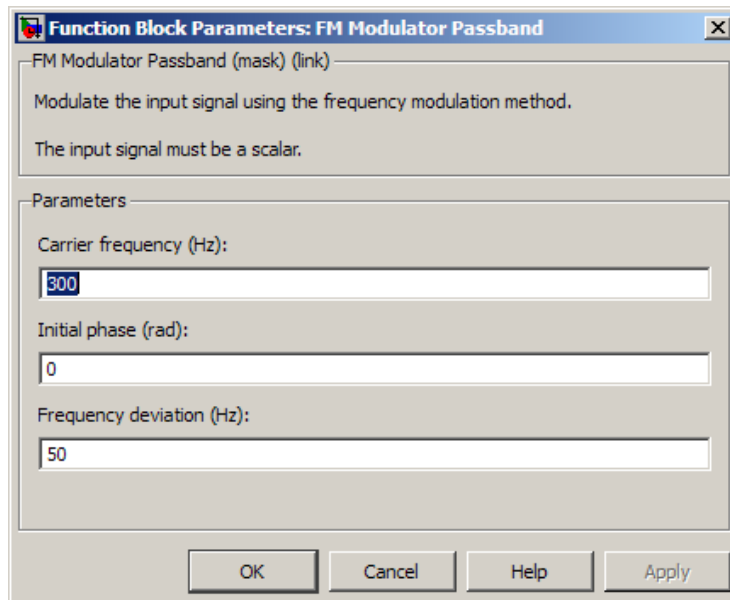 Function Block Parameters: FM Modulator Passband
FM Modulator Passband (mask) (link)
Modulate the input signal using the frequency modulation method.
The input signal must be a scalar.
Parameters
Carrier frequency (Hz):
300
Initial phase (rad):
0
Frequency deviation (Hz):
50
OK Cancel Help Apply